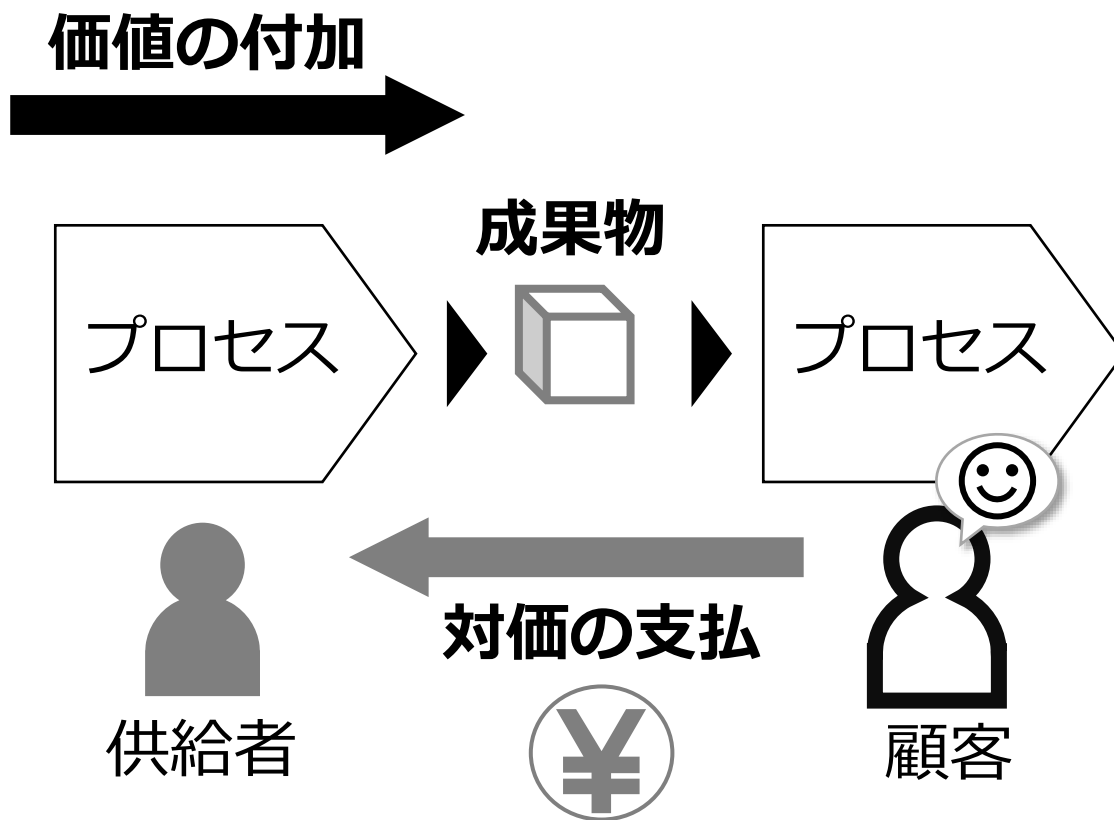 価値の付加
成果物
プロセス
プロセス
対価の支払
供給者
¥
顧客